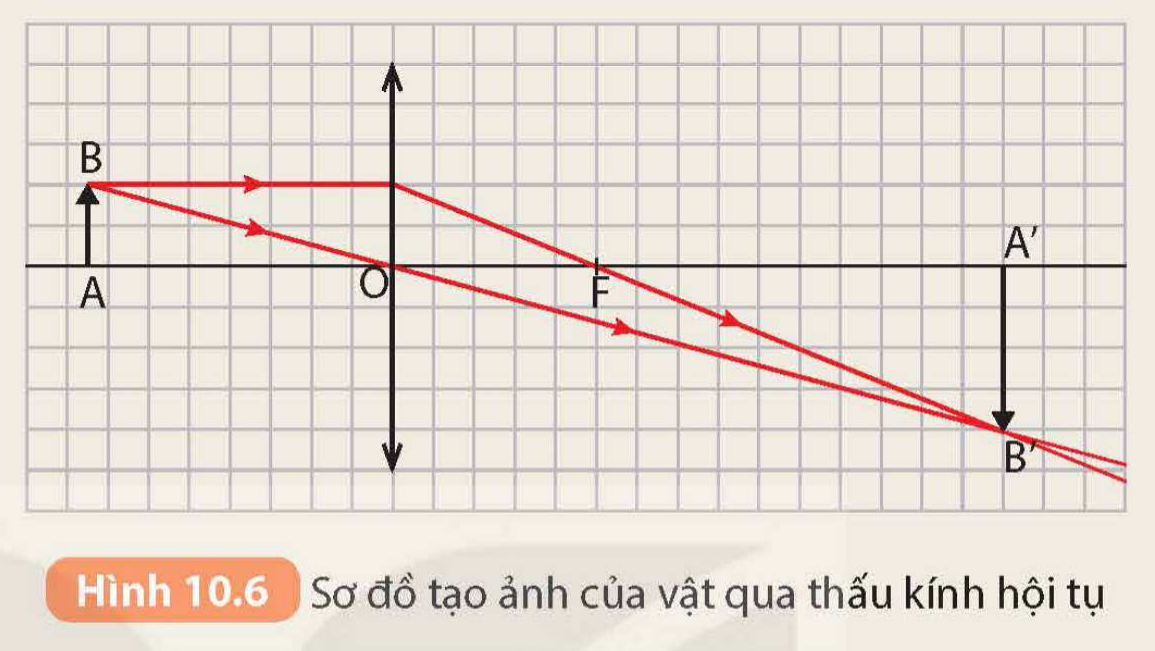 B
A'
A
O
F
B'
Hình 10.6 Sơ đồ tạo ảnh của vật qua thấu kính hội tụ